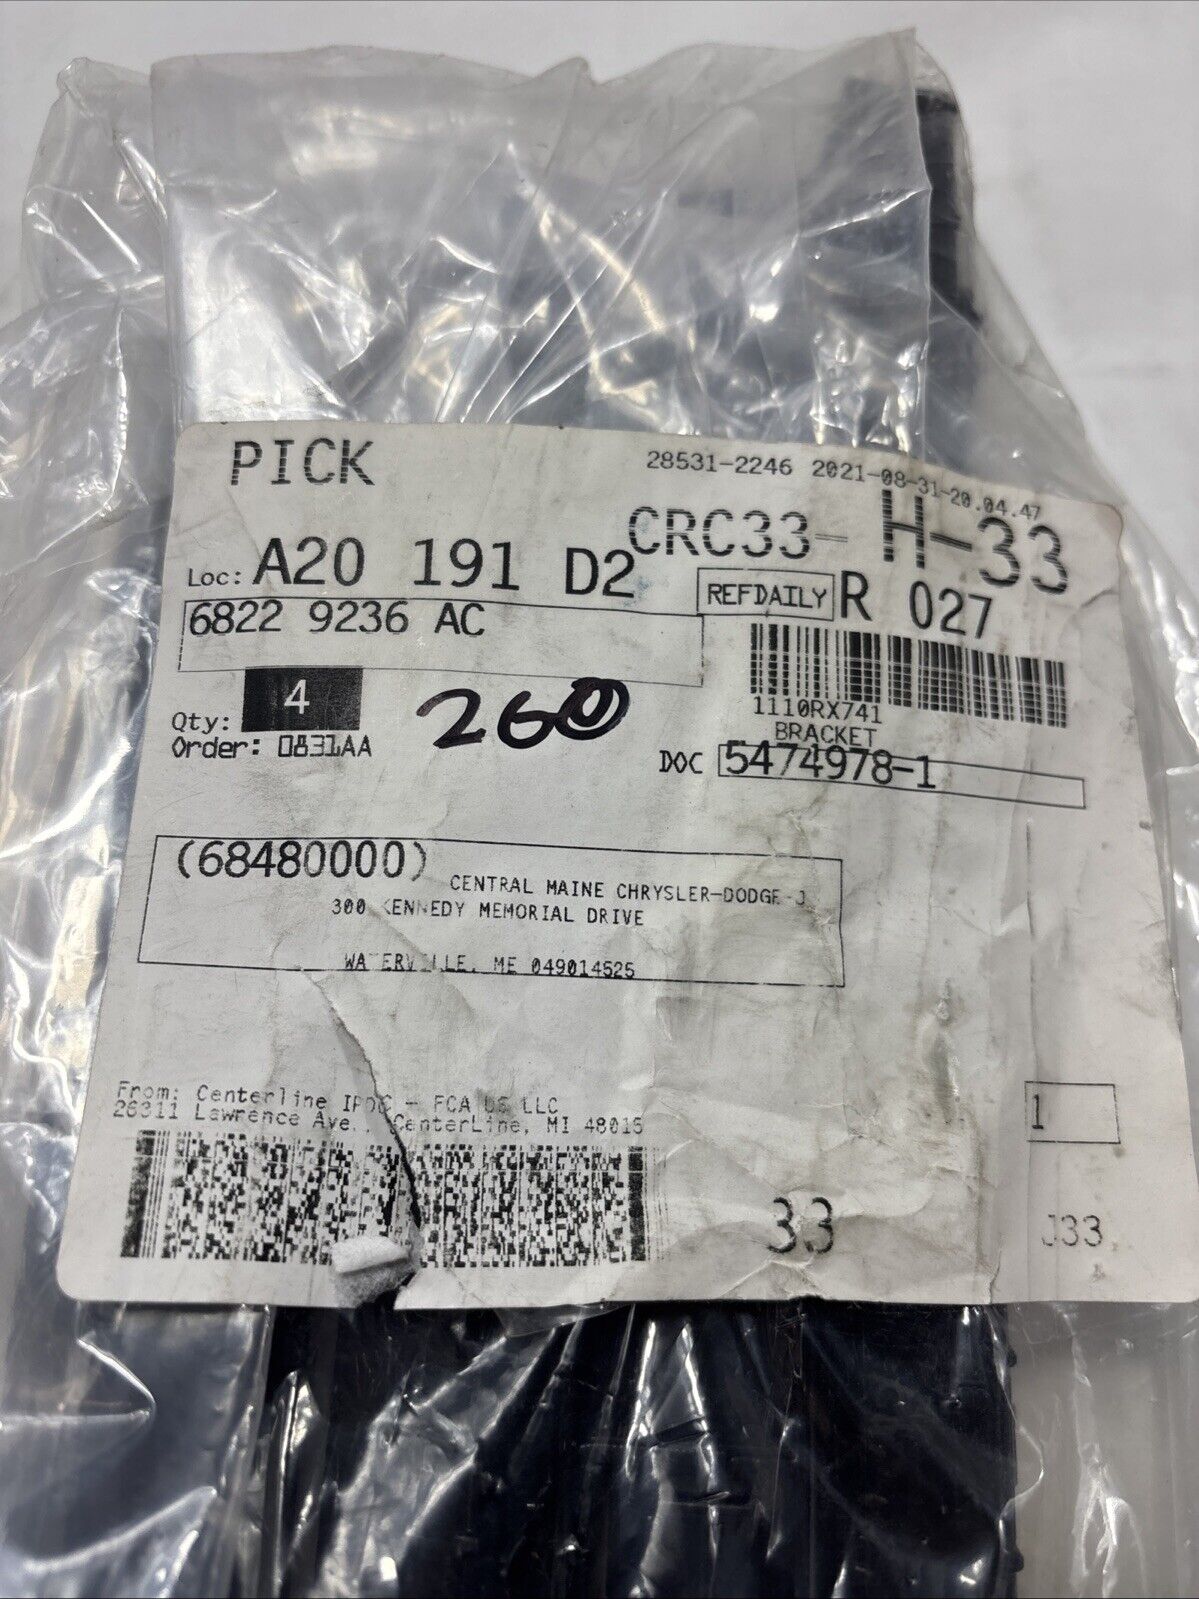 PICK
28531-2246 2021-08-31-20.04.47
CRC33- H-33
Loc: A20 191 D2
REFDAILY R 027
6822 9236 AC
1110RX741
BRACKET
Qty: 4
260
Order: 0831AA
DOC 5474978-1
(68480000)
CENTRAL MAINE CHRYSLER-DODGE-J
300 KENNEDY MEMORIAL DRIVE
WATERVILLE, ME 049014525
From: Centerline IPDC - FCA US LLC
26311 Lawrence Ave., CenterLine, MI 48015
1
33
J33